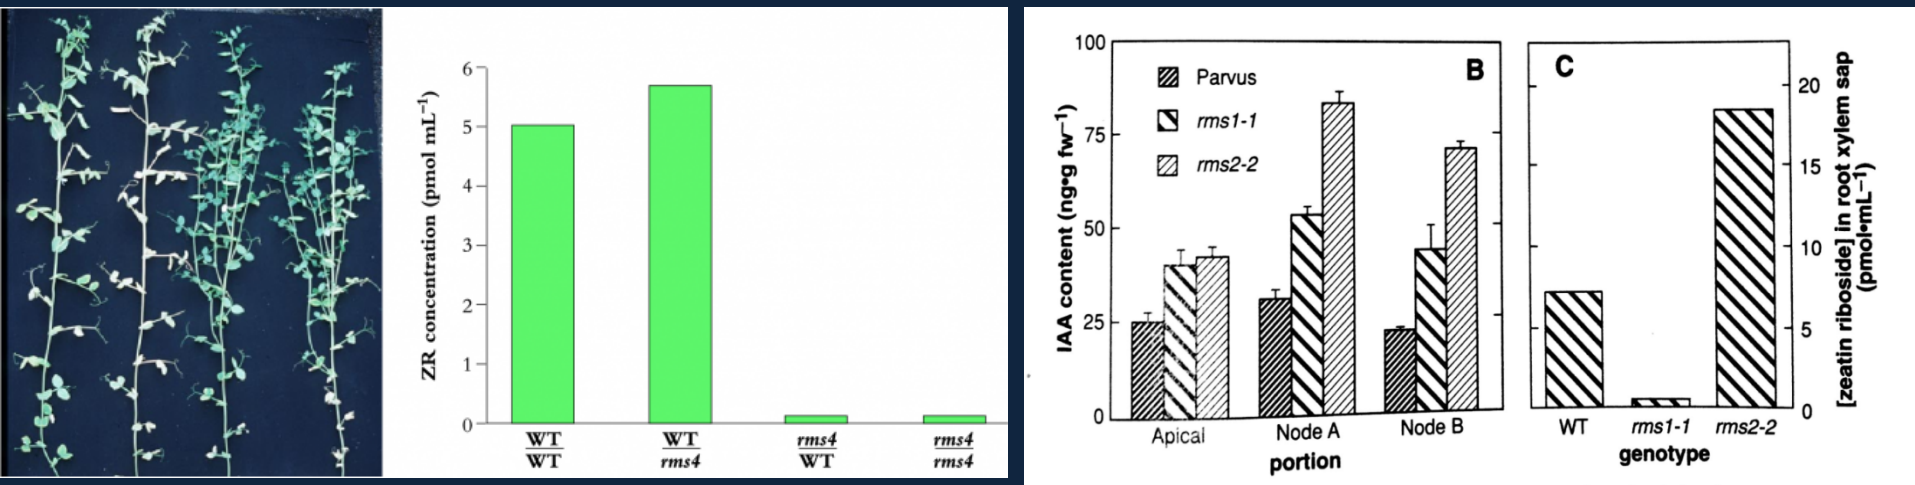 6
5
4
3
2
1
0
ZR concentration (pmol mL⁻¹)
WT
WT
WT
rms4
rms4
WT
rms4
rms4
100
75
50
25
0
IAA content (ng•g fw⁻¹)
B
Parvus
rms1-1
rms2-2
Apical
Node A
Node B
portion
C
20
15
10
5
0
[zeatin riboside] in root xylem sap
(pmol•mL⁻¹)
WT
rms1-1
rms2-2
genotype